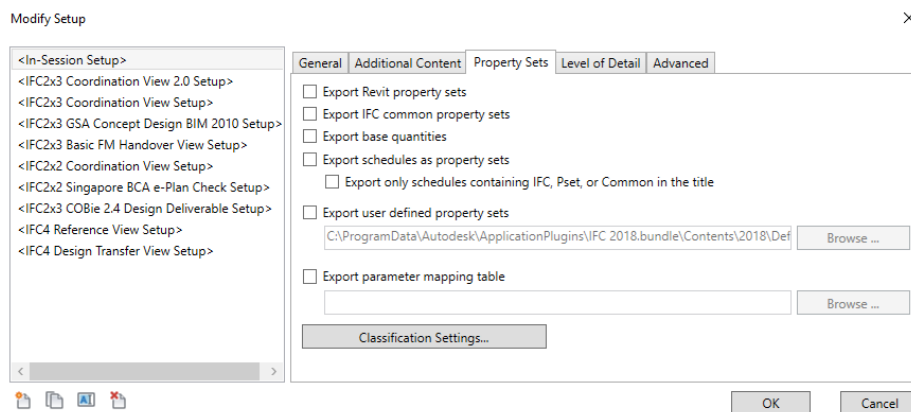 Modify Setup
<In-Session Setup>
<IFC2x3 Coordination View 2.0 Setup>
<IFC2x3 Coordination View Setup>
<IFC2x3 GSA Concept Design BIM 2010 Setup>
<IFC2x3 Basic FM Handover View Setup>
<IFC2x2 Coordination View Setup>
<IFC2x2 Singapore BCA e-Plan Check Setup>
<IFC2x3 COBie 2.4 Design Deliverable Setup>
<IFC4 Reference View Setup>
<IFC4 Design Transfer View Setup>
General Additional Content Property Sets Level of Detail Advanced
Export Revit property sets
Export IFC common property sets
Export base quantities
Export schedules as property sets
Export only schedules containing IFC, Pset, or Common in the title
Export user defined property sets
C:\ProgramData\Autodesk\ApplicationPlugins\IFC 2018.bundle\Contents\2018\Def Browse ...
Export parameter mapping table
Browse ...
Classification Settings...
OK Cancel